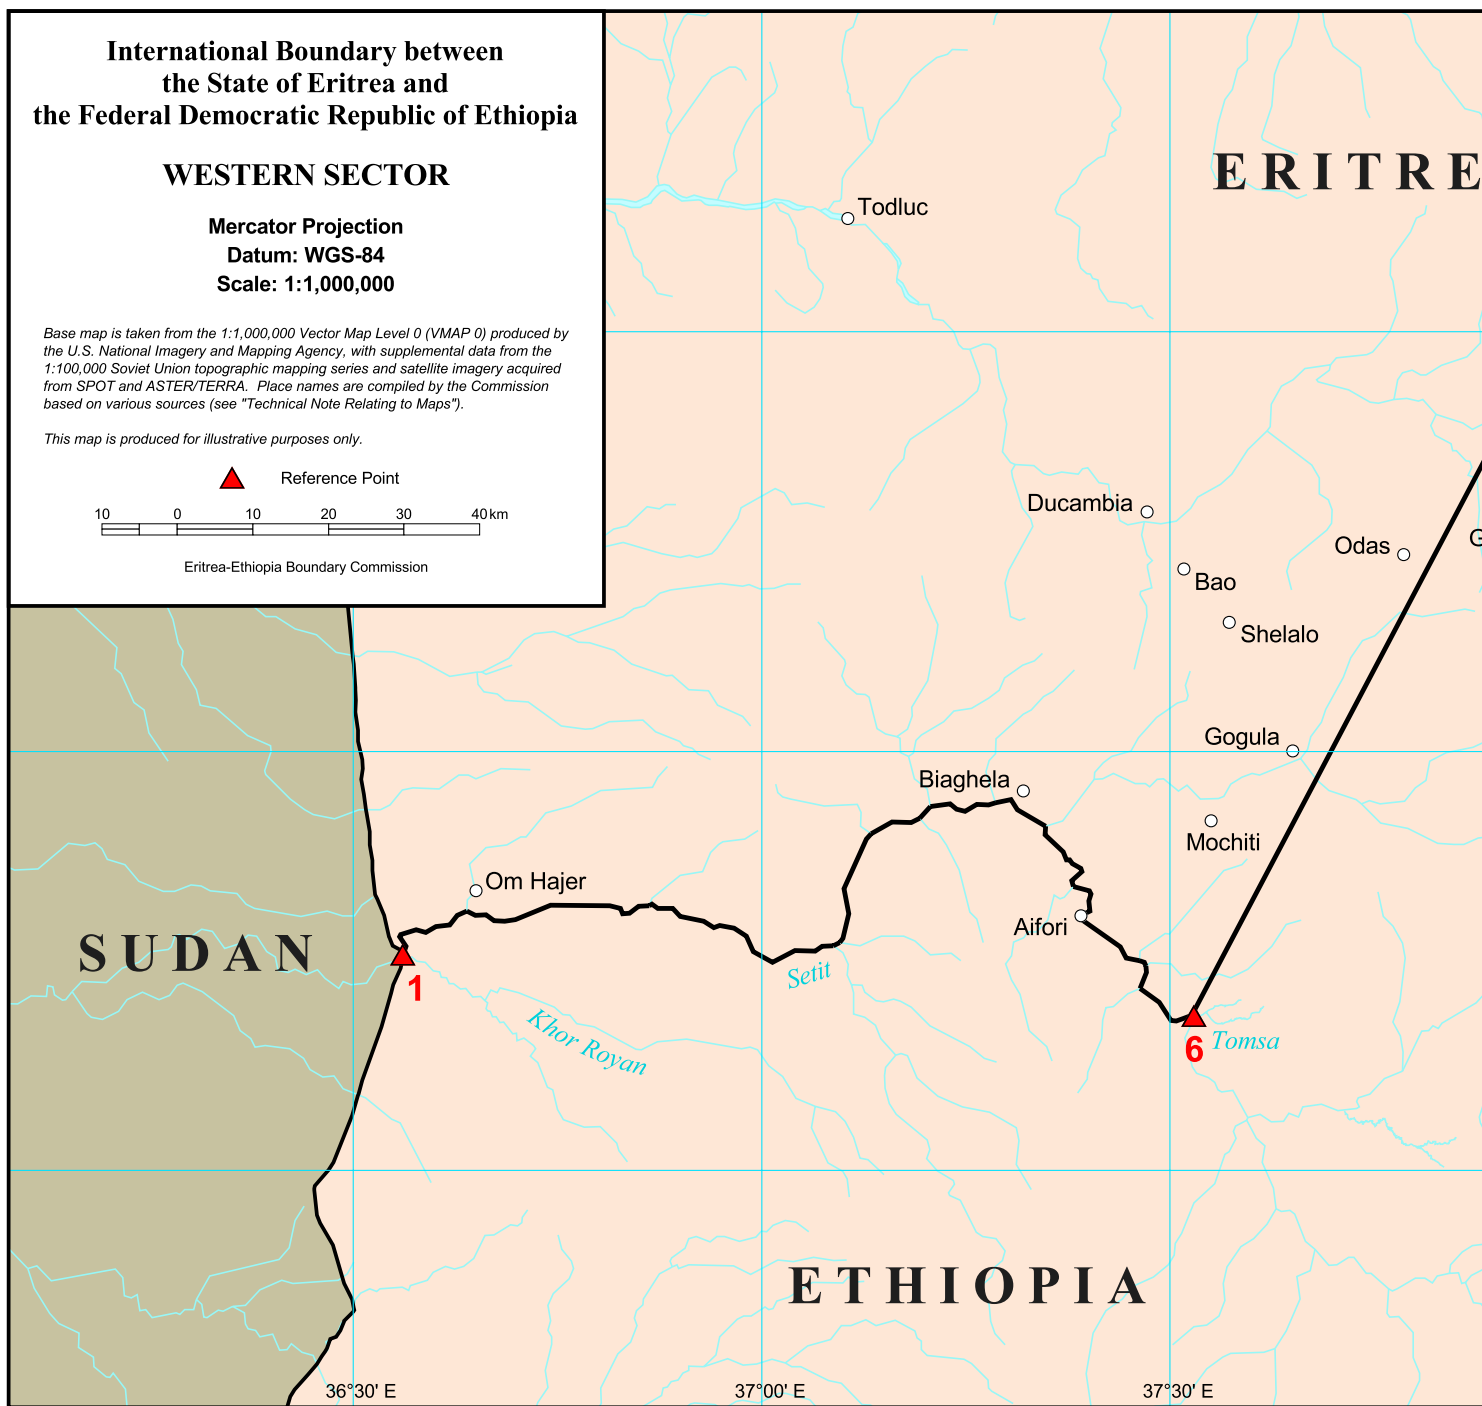 International Boundary between
the State of Eritrea and
the Federal Democratic Republic of Ethiopia
WESTERN SECTOR
Mercator Projection
Datum: WGS-84
Scale: 1:1,000,000
Base map is taken from the 1:1,000,000 Vector Map Level 0 (VMAP 0) produced by
the U.S. National Imagery and Mapping Agency, with supplemental data from the
1:100,000 Soviet Union topographic mapping series and satellite imagery acquired
from SPOT and ASTER/TERRA.  Place names are compiled by the Commission
based on various sources (see "Technical Note Relating to Maps").
This map is produced for illustrative purposes only.
Reference Point
10 0 10 20 30 40 km
Eritrea-Ethiopia Boundary Commission
ERITRE
Todluc
Ducambia
Odas
G
Bao
Shelalo
Gogula
Biaghela
Mochiti
Om Hajer
Aifori
SUDAN
Setit
1
Khor Royan
6
Tomsa
ETHIOPIA
36°30' E
37°00' E
37°30' E